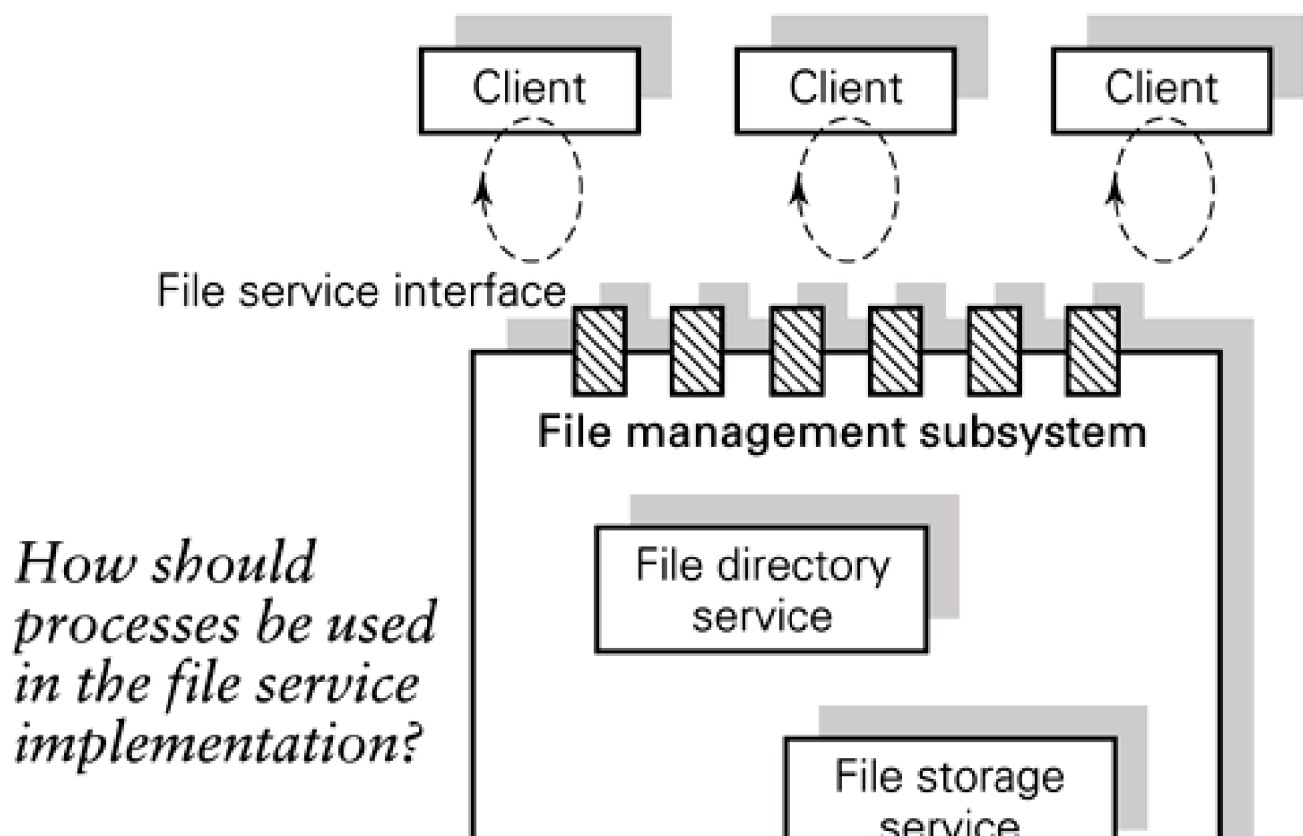 Client
Client
Client
File service interface
File management subsystem
File directory
service
How should
processes be used
in the file service
implementation?
File storage
service